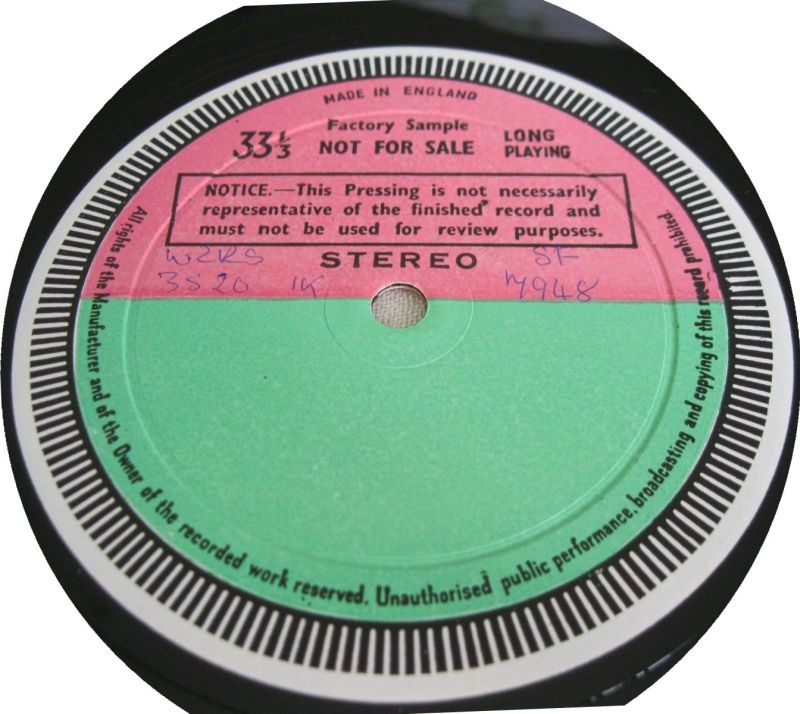 MADE IN ENGLAND
33 1/3
Factory Sample
NOT FOR SALE
LONG
PLAYING
NOTICE.—This Pressing is not necessarily
representative of the finished record and
must not be used for review purposes.
STEREO
W2RS
3520 1K
SF
7948
All rights of the Manufacturer and of the Owner of the recorded work reserved. Unauthorised public performance, broadcasting and copying of this record prohibited.